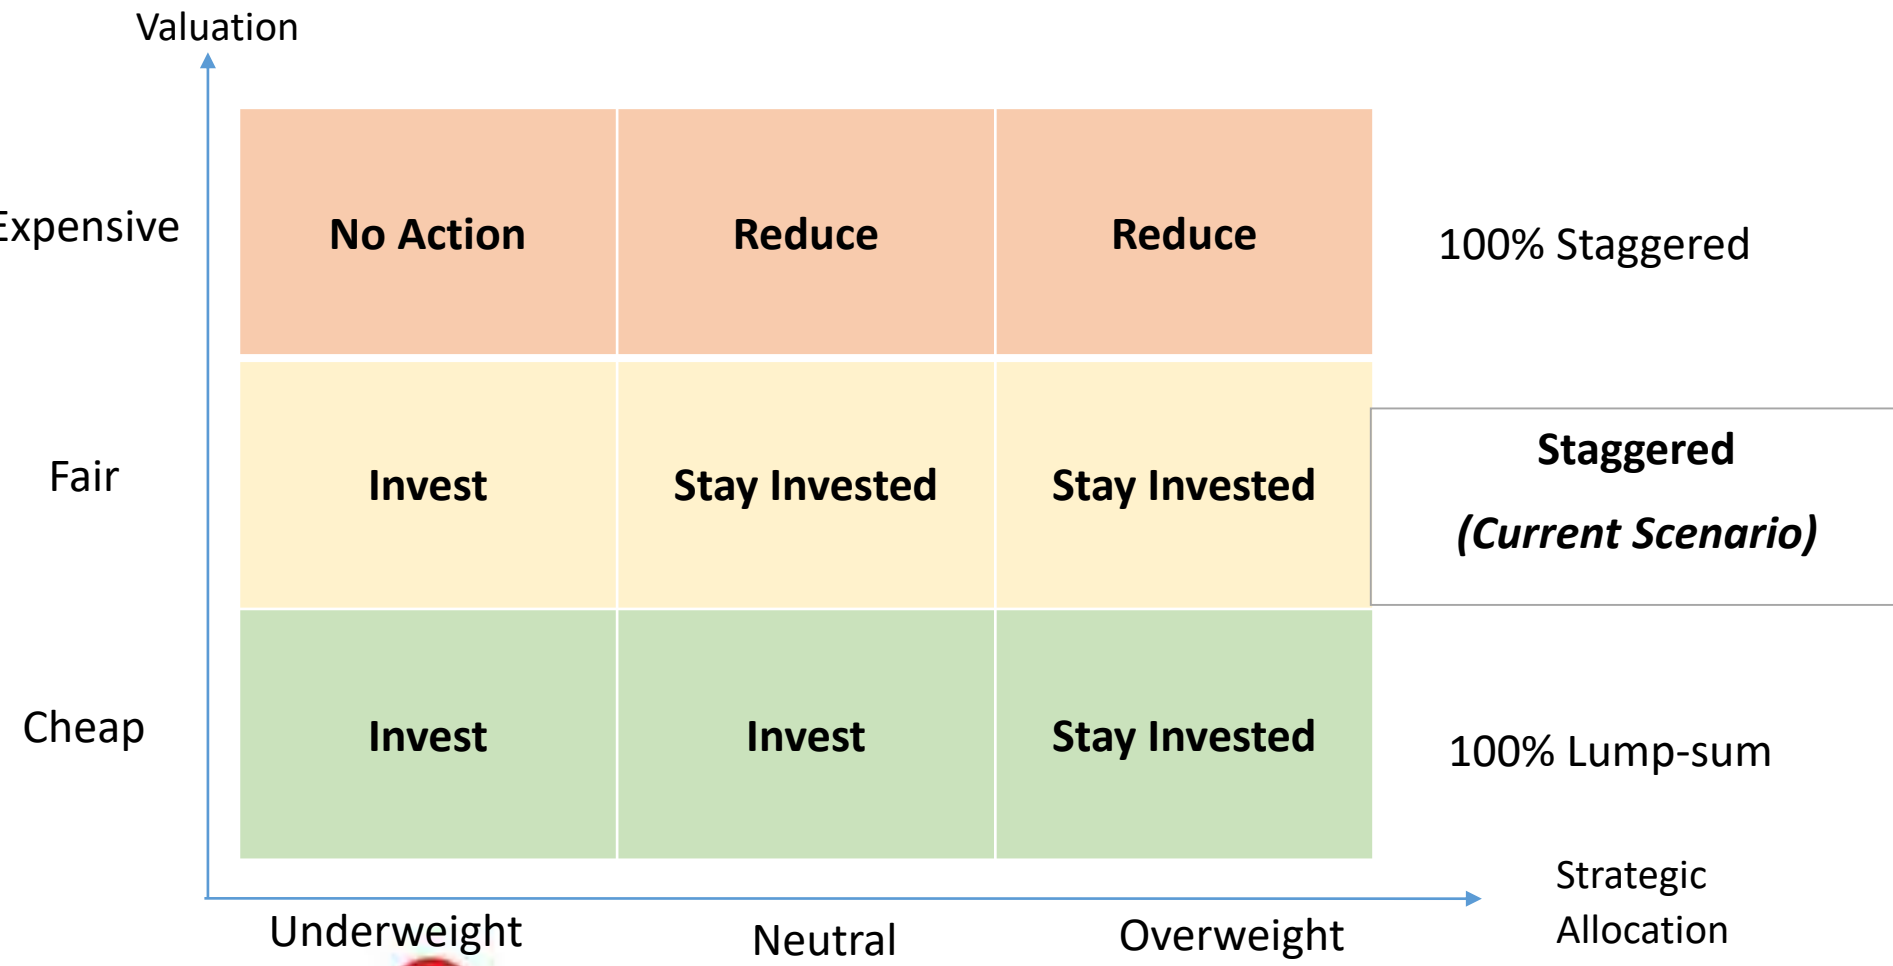 Valuation
Expensive
No Action
Reduce
Reduce
100% Staggered
Fair
Invest
Stay Invested
Stay Invested
Staggered
(Current Scenario)
Cheap
Invest
Invest
Stay Invested
100% Lump-sum
Underweight
Neutral
Overweight
Strategic
Allocation